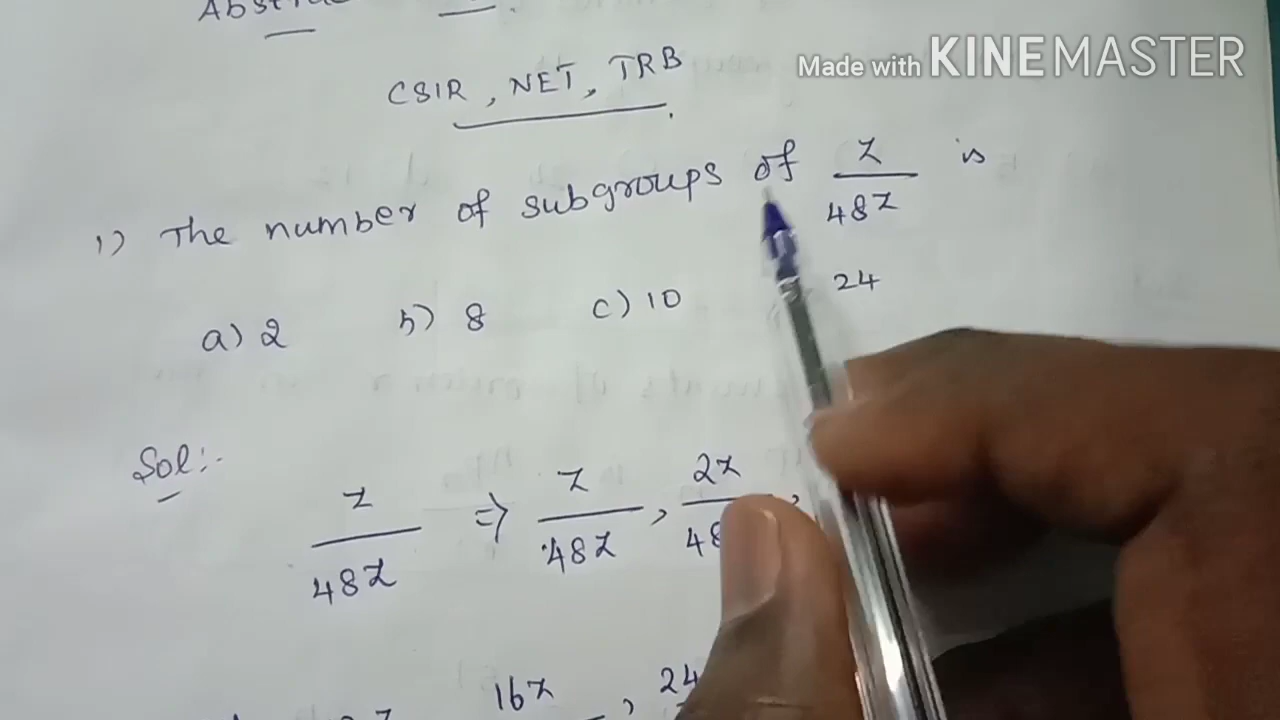 Made with KINEMASTER
CSIR, NET, TRB
1) The number of subgroups of Z/48Z is
a) 2 b) 8 c) 10 24
Sol:-
Z/48Z ⇒ Z/48Z, 2Z/48
16Z, 24